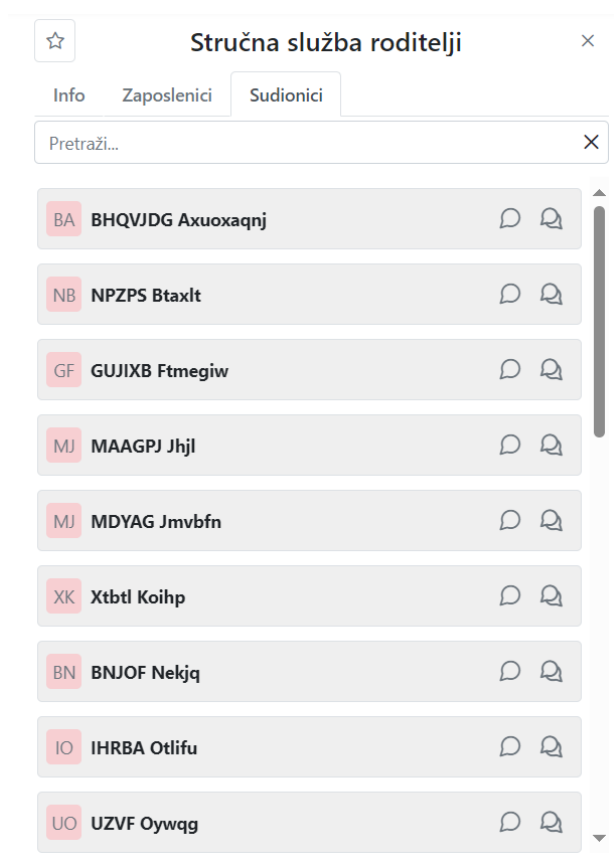 Stručna služba roditelji
Info Zaposlenici Sudionici
Pretraži...
BA BHQVJDG Axuoxaqnj
NB NPZPS Btaxlt
GF GUJIXB Ftmegiw
MJ MAAGPJ Jhjl
MJ MDYAG Jmvbfn
XK Xtbtl Koihp
BN BNJOF Nekjq
IO IHRBA Otlifu
UO UZVF Oywqg